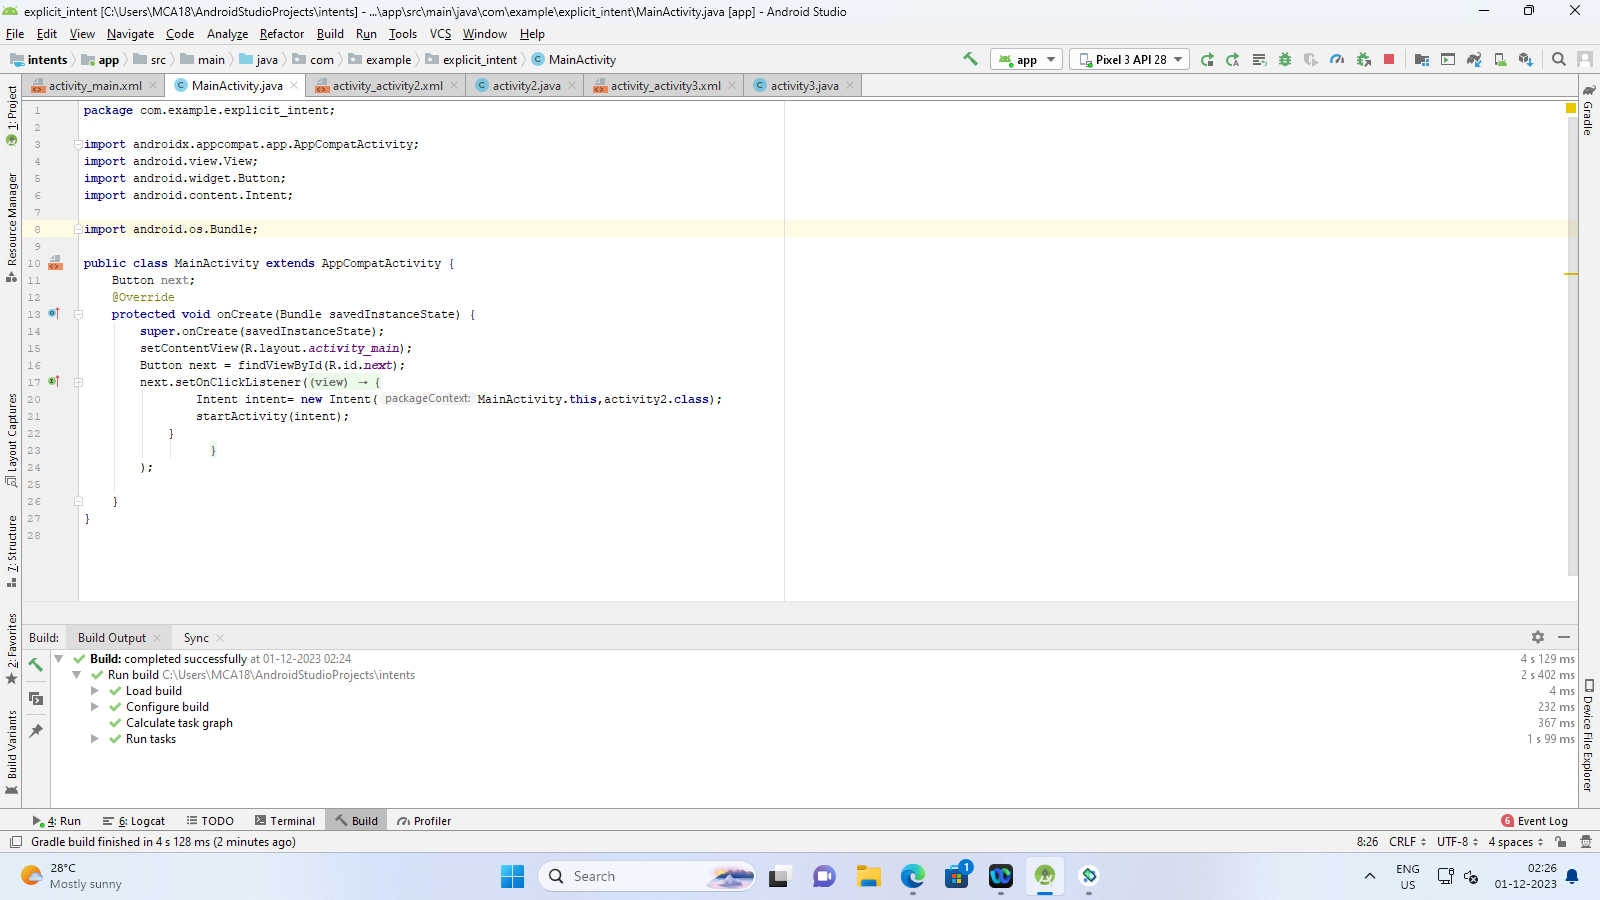 explicit_intent [C:\Users\MCA18\AndroidStudioProjects\intents] - ...\app\src\main\java\com\example\explicit_intent\MainActivity.java [app] - Android Studio
File Edit View Navigate Code Analyze Refactor Build Run Tools VCS Window Help
intents app src main java com example explicit_intent MainActivity app Pixel 3 API 28
activity_main.xml MainActivity.java activity_activity2.xml activity2.java activity_activity3.xml activity3.java
1: Project
Resource Manager
Layout Captures
7: Structure
2: Favorites
Build Variants
Gradle
Device File Explorer
1 package com.example.explicit_intent;
2
3 import androidx.appcompat.app.AppCompatActivity;
4 import android.view.View;
5 import android.widget.Button;
6 import android.content.Intent;
7
8 import android.os.Bundle;
9
10 public class MainActivity extends AppCompatActivity {
11 Button next;
12 @Override
13 protected void onCreate(Bundle savedInstanceState) {
14 super.onCreate(savedInstanceState);
15 setContentView(R.layout.activity_main);
16 Button next = findViewById(R.id.next);
17 next.setOnClickListener((view) → {
20 Intent intent= new Intent( packageContext: MainActivity.this,activity2.class);
21 startActivity(intent);
22 }
23 }
24 );
25
26 }
27 }
28
Build: Build Output Sync
Build: completed successfully at 01-12-2023 02:24 4 s 129 ms
Run build C:\Users\MCA18\AndroidStudioProjects\intents 2 s 402 ms
Load build 4 ms
Configure build 232 ms
Calculate task graph 367 ms
Run tasks 1 s 99 ms
4: Run 6: Logcat TODO Terminal Build Profiler 6 Event Log
Gradle build finished in 4 s 128 ms (2 minutes ago) 8:26 CRLF UTF-8 4 spaces
28°C
Mostly sunny
Search
1
ENG
US
02:26
01-12-2023